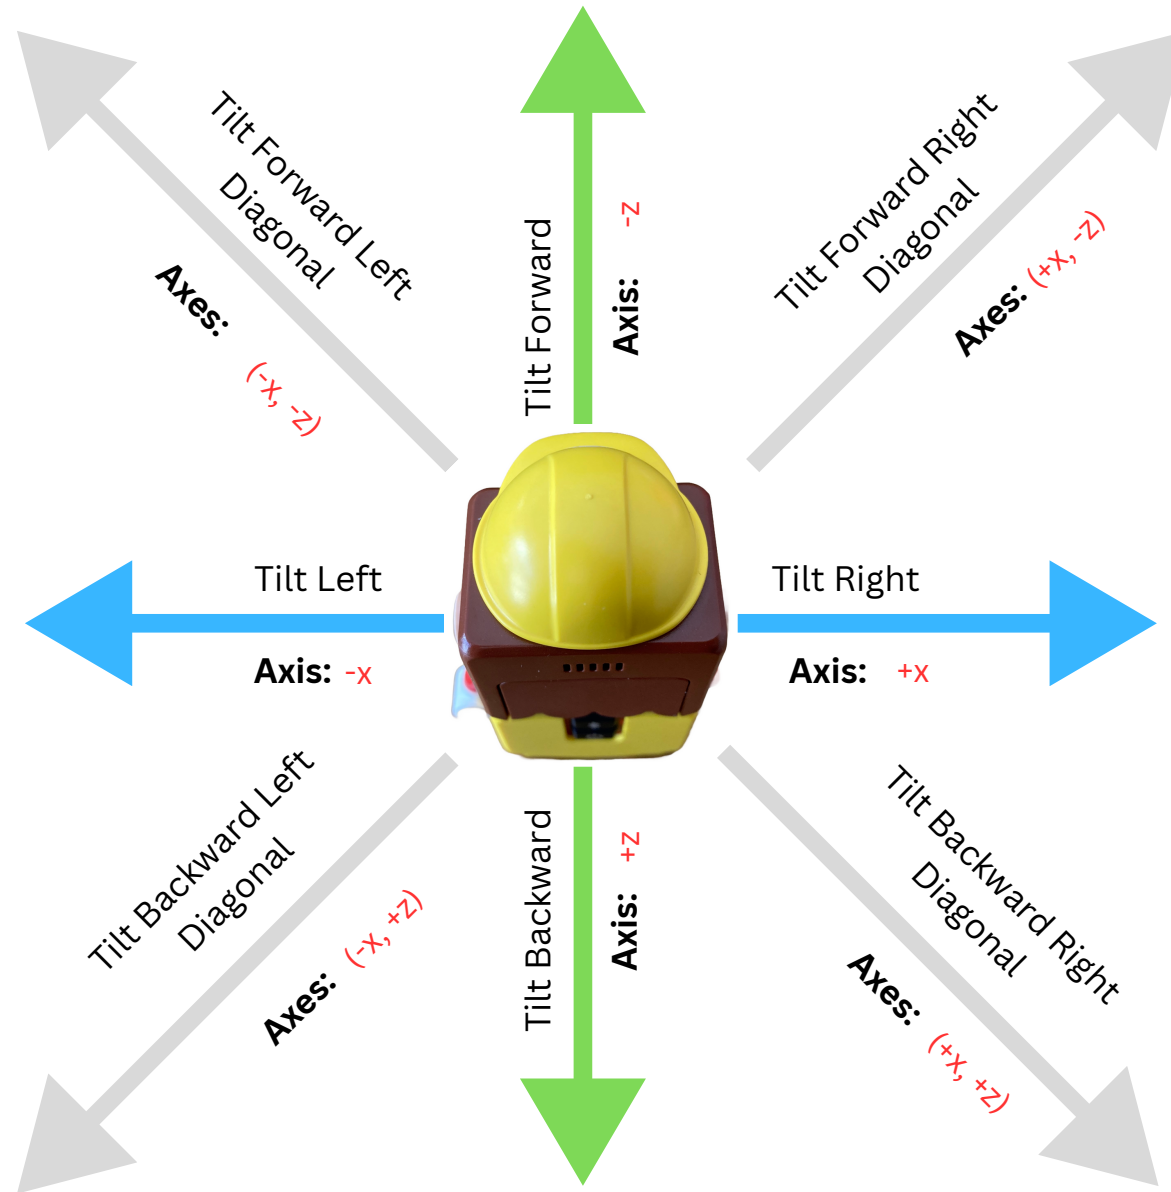 Tilt Forward Left
Diagonal
Axes: (-x, -z)
Tilt Forward
Axis: -z
Tilt Forward Right
Diagonal
Axes: (+x, -z)
Tilt Left
Axis: -x
Tilt Right
Axis: +x
Tilt Backward Left
Diagonal
Axes: (-x, +z)
Tilt Backward
Axis: +z
Tilt Backward Right
Diagonal
Axes: (+x, +z)